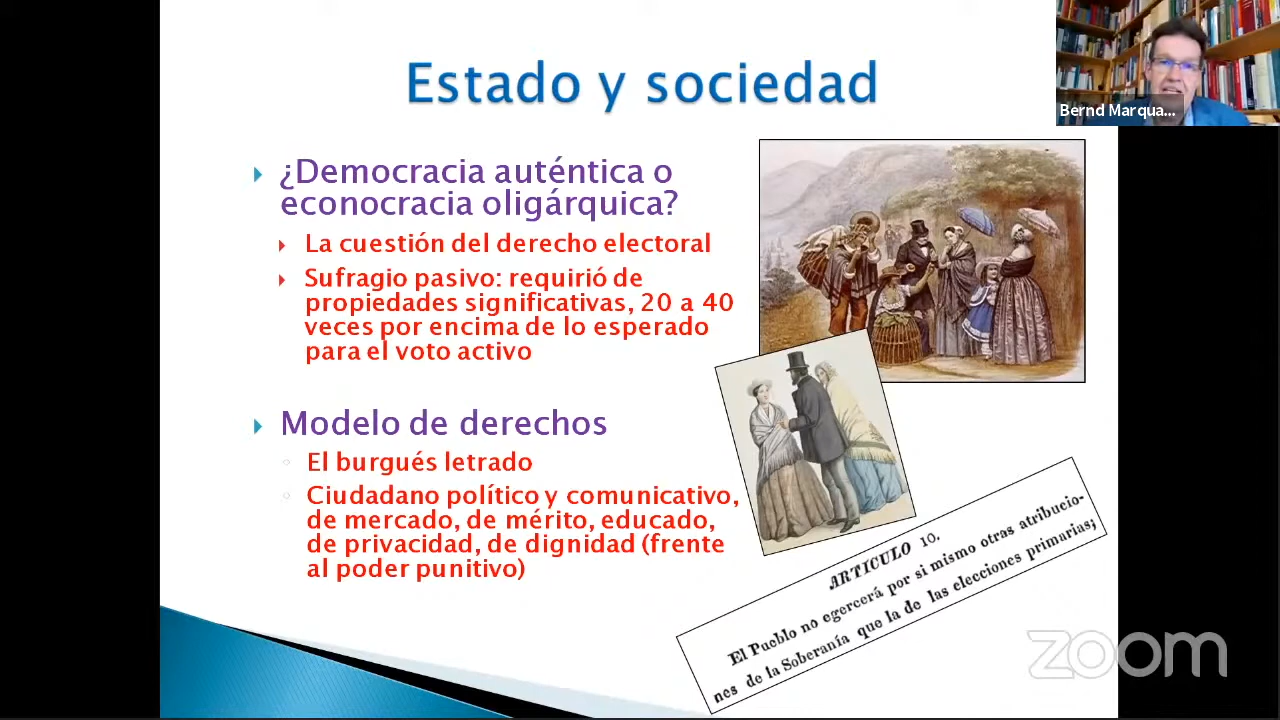 Estado y sociedad
Bernd Marqua...
¿Democracia auténtica o
econocracia oligárquica?
La cuestión del derecho electoral
Sufragio pasivo: requirió de
propiedades significativas, 20 a 40
veces por encima de lo esperado
para el voto activo
Modelo de derechos
El burgués letrado
Ciudadano político y comunicativo,
de mercado, de mérito, educado,
de privacidad, de dignidad (frente
al poder punitivo)
ARTICULO 10.
El Pueblo no egercerá por si mismo otras atribucio-
nes de la Soberanía que la de las elecciones primarias;
zoom